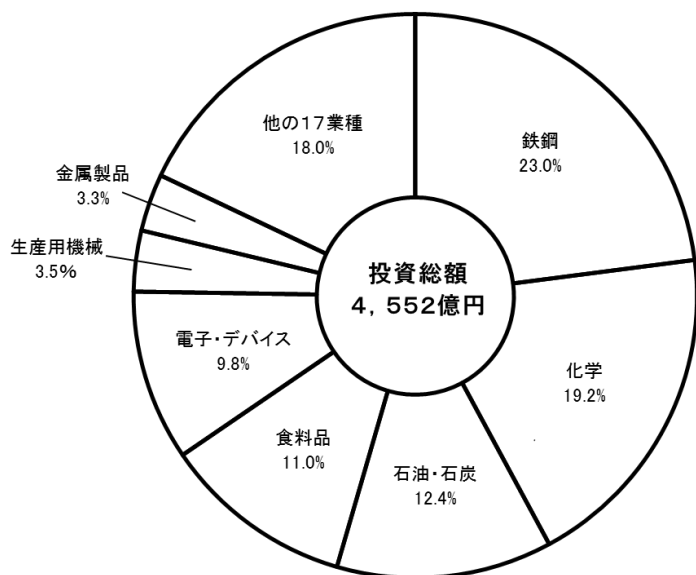 他の17業種
18.0%
鉄鋼
23.0%
金属製品
3.3%
生産用機械
3.5%
投資総額
4，552億円
電子・デバイス
9.8%
化学
19.2%
食料品
11.0%
石油・石炭
12.4%